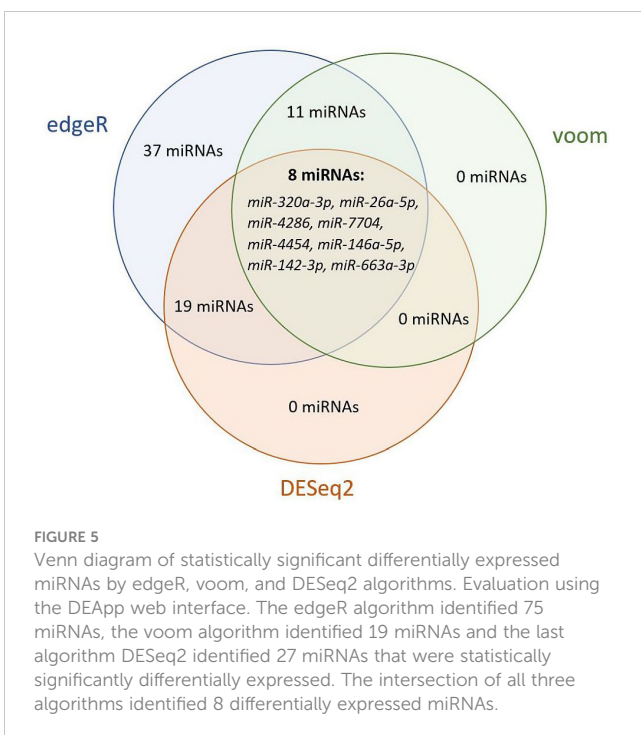 edgeR
11 miRNAs
voom
37 miRNAs
0 miRNAs
8 miRNAs:
miR-320a-3p, miR-26a-5p,
miR-4286, miR-7704,
miR-4454, miR-146a-5p,
miR-142-3p, miR-663a-3p
19 miRNAs
0 miRNAs
0 miRNAs
DESeq2
FIGURE 5
Venn diagram of statistically significant differentially expressed
miRNAs by edgeR, voom, and DESeq2 algorithms. Evaluation using
the DEApp web interface. The edgeR algorithm identified 75
miRNAs, the voom algorithm identified 19 miRNAs and the last
algorithm DESeq2 identified 27 miRNAs that were statistically
significantly differentially expressed. The intersection of all three
algorithms identified 8 differentially expressed miRNAs.